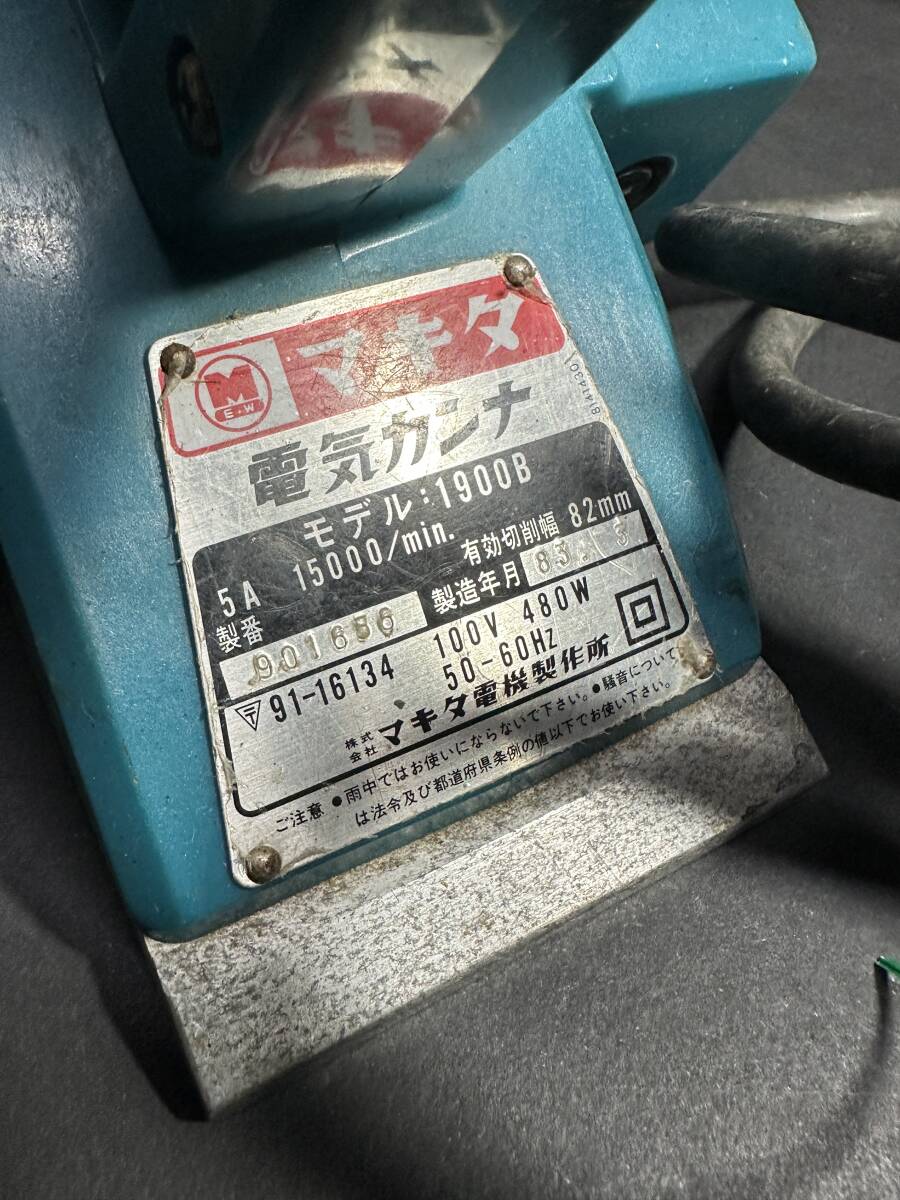 M
E・W
マキタ
8141430
電気カンナ
モデル:1900B
5A 15000/min. 有効切削幅 82mm
製番 901636 製造年月
〒 91-16134 100V 480W
50-60Hz
株式会社 マキタ電機製作所
ご注意 ●雨中ではお使いにならないで下さい。●騒音について
は法令及び都道府県条例の値以下でお使い下さい。